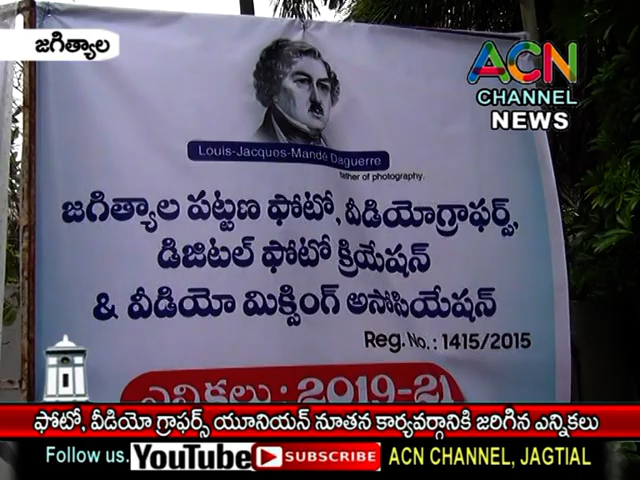 జగిత్యాల
ACN
CHANNEL
NEWS
Louis-Jacques-Mandé Daguerre
father of photography.
జగిత్యాల పట్టణ ఫోటో, వీడియోగ్రాఫర్స్,
డిజిటల్ ఫోటో క్రియేషన్
& వీడియో మిక్సింగ్ అసోసియేషన్
Reg. No.: 1415/2015
ఎన్నికలు : 2019-21
ఫోటో, వీడియో గ్రాఫర్స్ యూనియన్ నూతన కార్యవర్గానికి జరిగిన ఎన్నికలు
Follow us. YouTube SUBSCRIBE ACN CHANNEL, JAGTIAL